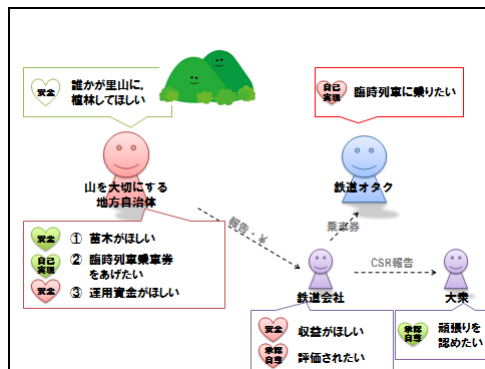 安全
誰かが里山に，
植林してほしい
自己
実現
臨時列車に乗りたい
山を大切にする
地方自治体
鉄道オタク
安全
① 苗木がほしい
自己
実現
② 臨時列車乗車券
をあげたい
安全
③ 運用資金がほしい
報告・￥
乗車券
鉄道会社
CSR報告
大衆
安全
収益がほしい
承認
自尊
評価されたい
承認
自尊
頑張りを
認めたい